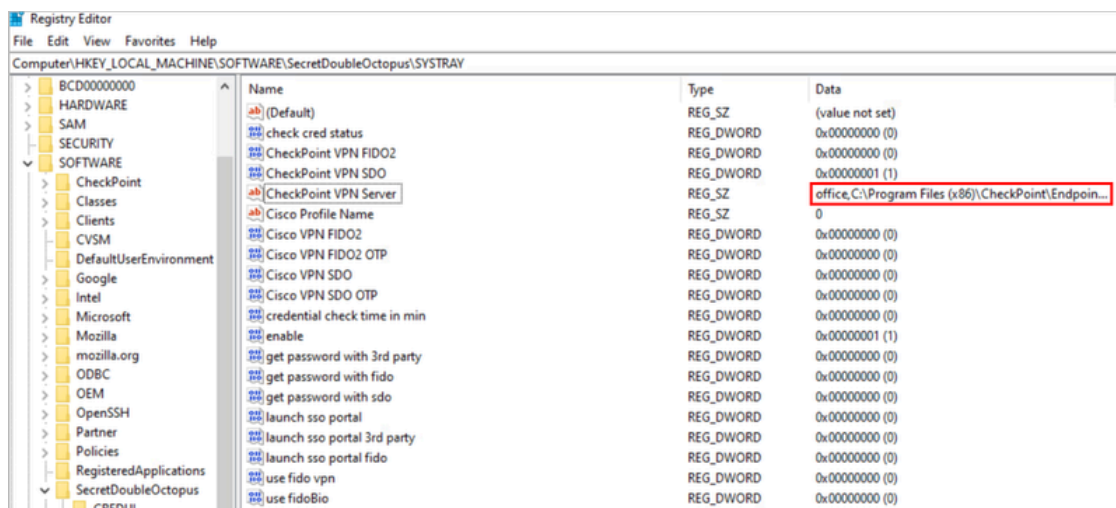 Registry Editor
File Edit View Favorites Help
Computer\HKEY_LOCAL_MACHINE\SOFTWARE\SecretDoubleOctopus\SYSTRAY
BCD00000000
HARDWARE
SAM
SECURITY
SOFTWARE
CheckPoint
Classes
Clients
CVSM
DefaultUserEnvironment
Google
Intel
Microsoft
Mozilla
mozilla.org
ODBC
OEM
OpenSSH
Partner
Policies
RegisteredApplications
SecretDoubleOctopus
Name Type Data
(Default) REG_SZ (value not set)
check cred status REG_DWORD 0x00000000 (0)
CheckPoint VPN FIDO2 REG_DWORD 0x00000000 (0)
CheckPoint VPN SDO REG_DWORD 0x00000001 (1)
CheckPoint VPN Server REG_SZ office,C:\Program Files (x86)\CheckPoint\Endpoin...
Cisco Profile Name REG_SZ 0
Cisco VPN FIDO2 REG_DWORD 0x00000000 (0)
Cisco VPN FIDO2 OTP REG_DWORD 0x00000000 (0)
Cisco VPN SDO REG_DWORD 0x00000000 (0)
Cisco VPN SDO OTP REG_DWORD 0x00000000 (0)
credential check time in min REG_DWORD 0x00000000 (0)
enable REG_DWORD 0x00000001 (1)
get password with 3rd party REG_DWORD 0x00000000 (0)
get password with fido REG_DWORD 0x00000000 (0)
get password with sdo REG_DWORD 0x00000000 (0)
launch sso portal REG_DWORD 0x00000000 (0)
launch sso portal 3rd party REG_DWORD 0x00000000 (0)
launch sso portal fido REG_DWORD 0x00000000 (0)
use fido vpn REG_DWORD 0x00000000 (0)
use fidoBio REG_DWORD 0x00000000 (0)